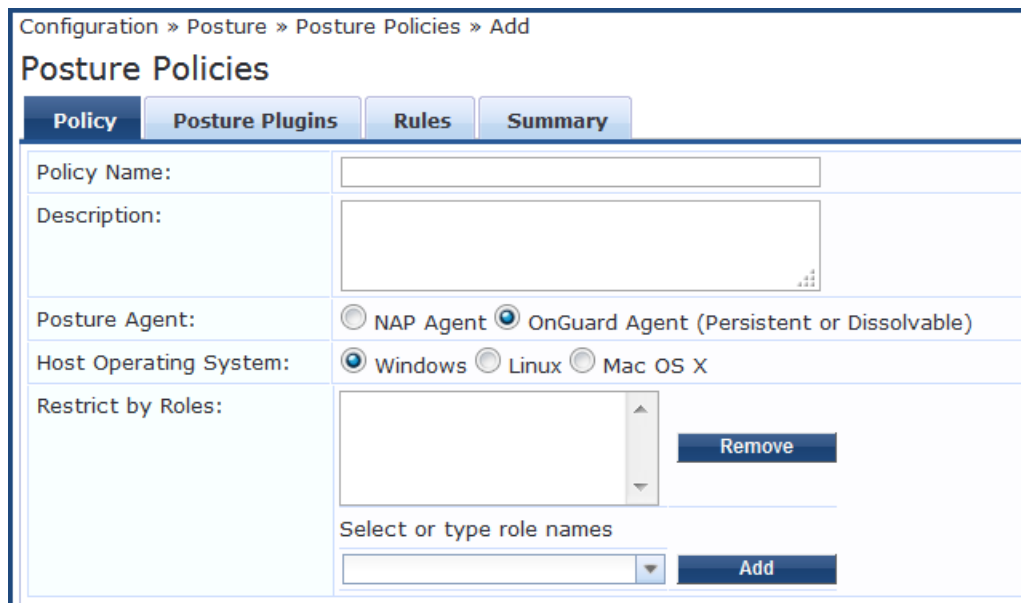 Configuration » Posture » Posture Policies » Add
Posture Policies
Policy Posture Plugins Rules Summary
Policy Name:
Description:
Posture Agent: NAP Agent OnGuard Agent (Persistent or Dissolvable)
Host Operating System: Windows Linux Mac OS X
Restrict by Roles:
Remove
Select or type role names
Add